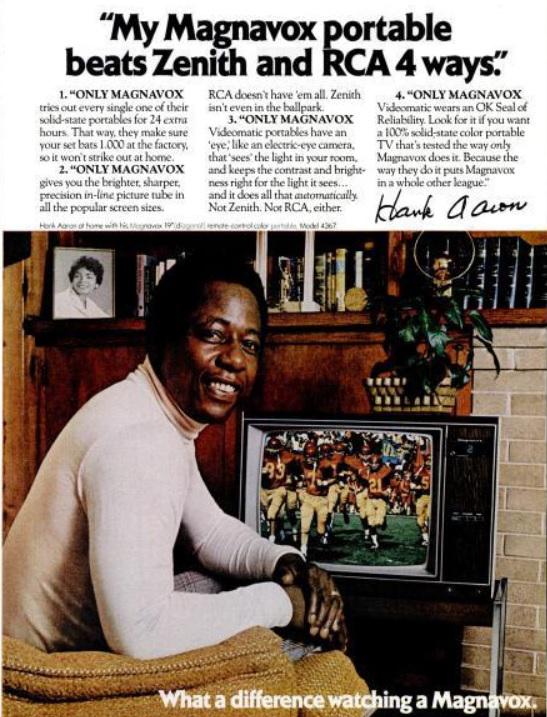 “My Magnavox portable
beats Zenith and RCA 4 ways.”
1. “ONLY MAGNAVOX
tries out every single one of their
solid-state portables for 24 extra
hours. That way, they make sure
your set bats 1.000 at the factory,
so it won't strike out at home.
2. “ONLY MAGNAVOX
gives you the brighter, sharper,
precision in-line picture tube in
all the popular screen sizes.
RCA doesn't have 'em all. Zenith
isn't even in the ballpark.
3. “ONLY MAGNAVOX
Videomatic portables have an
'eye,' like an electric-eye camera,
that 'sees' the light in your room,
and keeps the contrast and bright-
ness right for the light it sees...
and it does all that automatically.
Not Zenith. Not RCA, either.
4. “ONLY MAGNAVOX
Videomatic wears an OK Seal of
Reliability. Look for it if you want
a 100% solid-state color portable
TV that's tested the way only
Magnavox does it. Because the
way they do it puts Magnavox
in a whole other league.”
Hank Aaron
Hank Aaron at home with his Magnavox 19" (diagonal) remote-control color portable, Model 4367
Magnavox
2
21
What a difference watching a Magnavox.